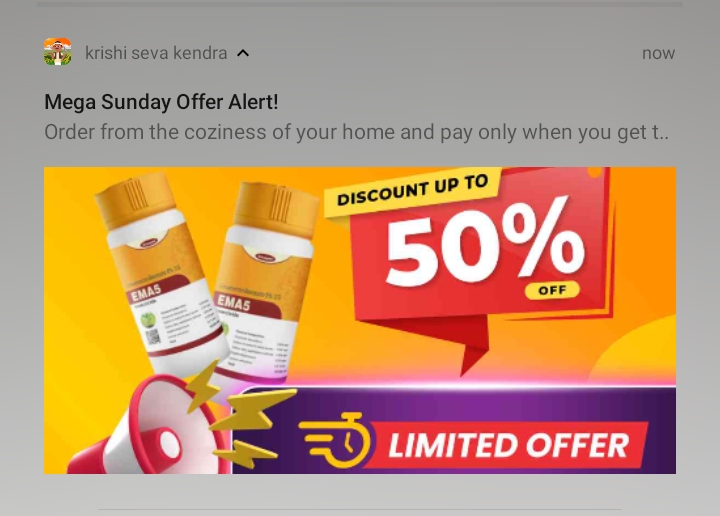 krishi seva kendra
now
Mega Sunday Offer Alert!
Order from the coziness of your home and pay only when you get t..
EMA5
EMA5
DISCOUNT UP TO
50%
OFF
LIMITED OFFER